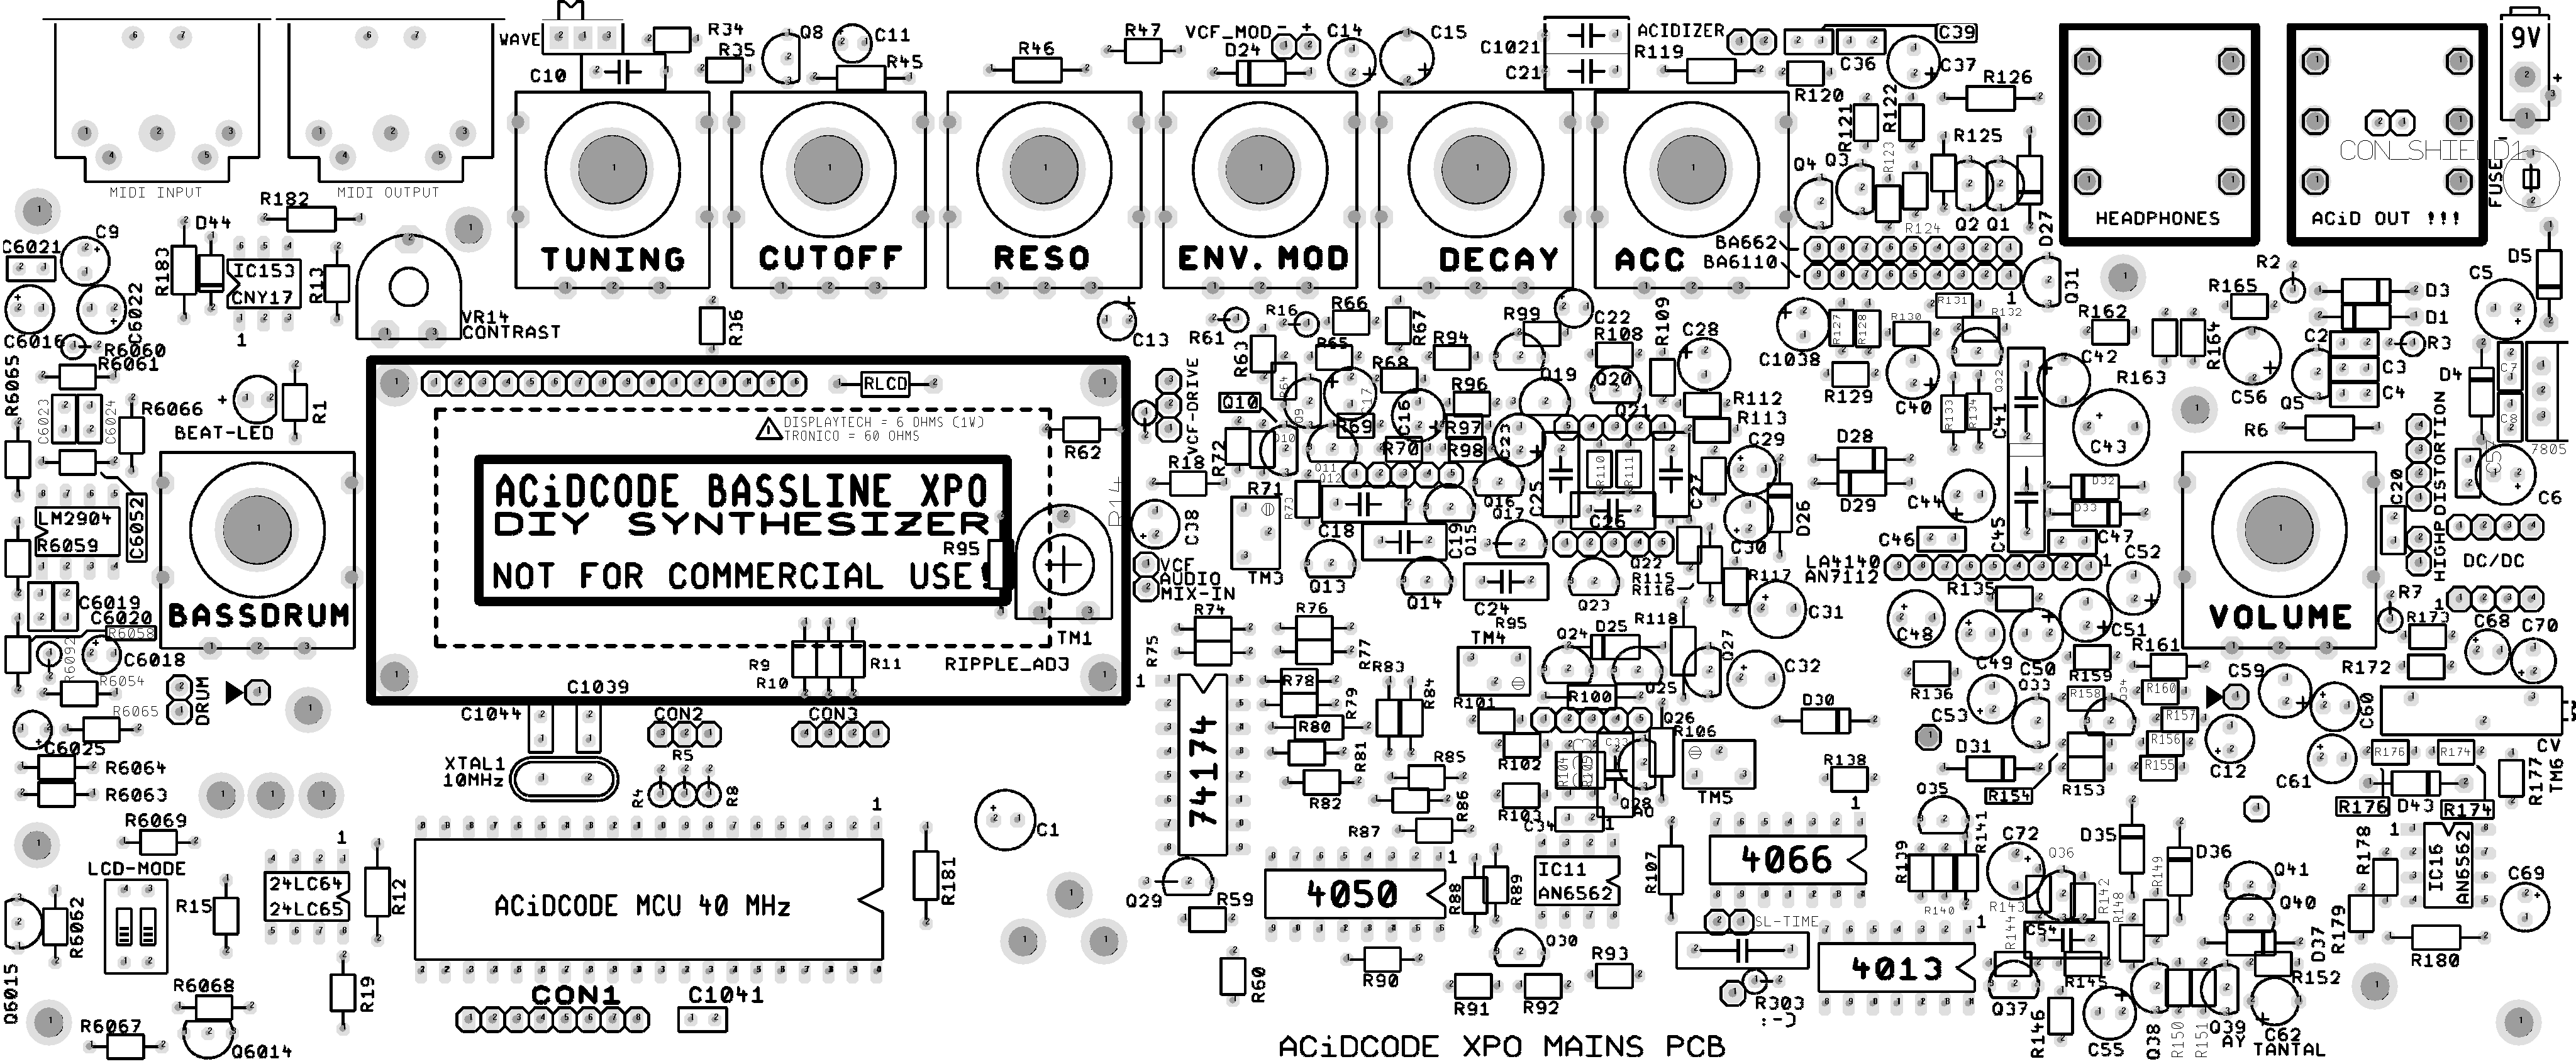 WAVE
R34
R35
Q8
C11
R45
C10
R46
R47
VCF_MOD - +
D24
C14
C15
C1021
C21
ACIDIZER
R119
C39
C36
C37
R120
R126
9V
R121
R122
R123
R125
Q4
Q3
Q2
Q1
R124
D27
HEADPHONES
ACiD OUT !!!
CON_SHIELD1
FUSE
MIDI INPUT
MIDI OUTPUT
R182
TUNING
CUTOFF
RESO
ENV. MOD
DECAY
ACC
BA662
BA6110
Q31
C6021
C9
C6022
C6016
R183
D44
IC153
CNY17
R13
VR14
CONTRAST
R36
C13
R61
R16
R66
R67
R99
C22
R108
R109
C28
C1038
R127
R128
R130
R131
R132
R129
C40
R162
R165
R164
R2
D3
D1
C2
C3
C4
R3
C5
D5
R6060
R6061
R6065
C6023
C6024
R6066
BEAT-LED
R1
RLCD
DISPLAYTECH = 6 OHMS (1W)
TRONICO = 60 OHMS
R62
R14
VCF-DRIVE
R63
R64
R65
R68
R94
R96
R97
R98
Q10
Q9
C17
C16
R69
R70
C23
Q19
Q20
Q21
R112
R113
C29
R110
R111
C25
C26
C27
Q32
R133
R134
C41
C42
R163
C43
C56
Q5
R6
D4
C7
C8
7805
C6
HIGHP
DISTORTION
C20
LM2904
R6059
C6052
BASSDRUM
ACiDCODE BASSLINE XPO
DIY SYNTHESIZER
R95
NOT FOR COMMERCIAL USE!
TM1
RIPPLE_ADJ
R18
R72
R71
R73
Q11
Q12
C38
TM3
C18
C19
Q15
Q16
Q17
Q13
Q14
C24
R95
Q22
Q23
R115
R116
R117
C30
D26
C31
D28
D29
C44
C45
C46
C47
D32
D33
LA4140
AN7112
R135
C52
VOLUME
DC/DC
VCF
AUDIO
MIX-IN
R74
R75
R76
R77
TM4
Q24
D25
R118
Q27
C32
C48
C49
C50
C51
R161
R159
C59
R7
R173
R172
C68
C70
C6019
C6020
R6058
R6092
C6018
R6054
R6065
DRUM
C6025
R6064
R6063
R6069
C1039
C1044
CON2
CON3
R9
R10
R11
XTAL1
10MHz
R5
R4
R8
C1
74174
R78
R79
R80
R81
R82
R83
R84
R85
R86
R87
R100
R101
R102
R103
R104
Q25
Q26
R106
C33
C34
Q28
AO
TM5
D30
R138
R136
C53
Q33
Q34
R158
R160
R157
R156
R155
D31
R154
R153
C12
C60
C61
R176
R174
R176
R174
D43
R177
CV
TM6
LCD-MODE
24LC64
24LC65
R12
R15
R19
R6062
Q6015
R6068
R6067
Q6014
ACiDCODE MCU 40 MHz
R181
CON1
C1041
Q29
R59
R60
4050
R88
R89
R90
IC11
AN6562
R107
4066
4013
SL-TIME
R303
:-)
Q30
R91
R92
R93
Q35
R139
R140
R141
C72
Q36
R142
R143
R144
C54
R145
Q37
R146
C55
D35
R149
R148
D36
Q38
R150
R151
Q39
AY
Q41
Q40
D37
R152
C62
TANTAL
R178
R179
IC16
AN6562
R180
C69
ACiDCODE XPO MAINS PCB